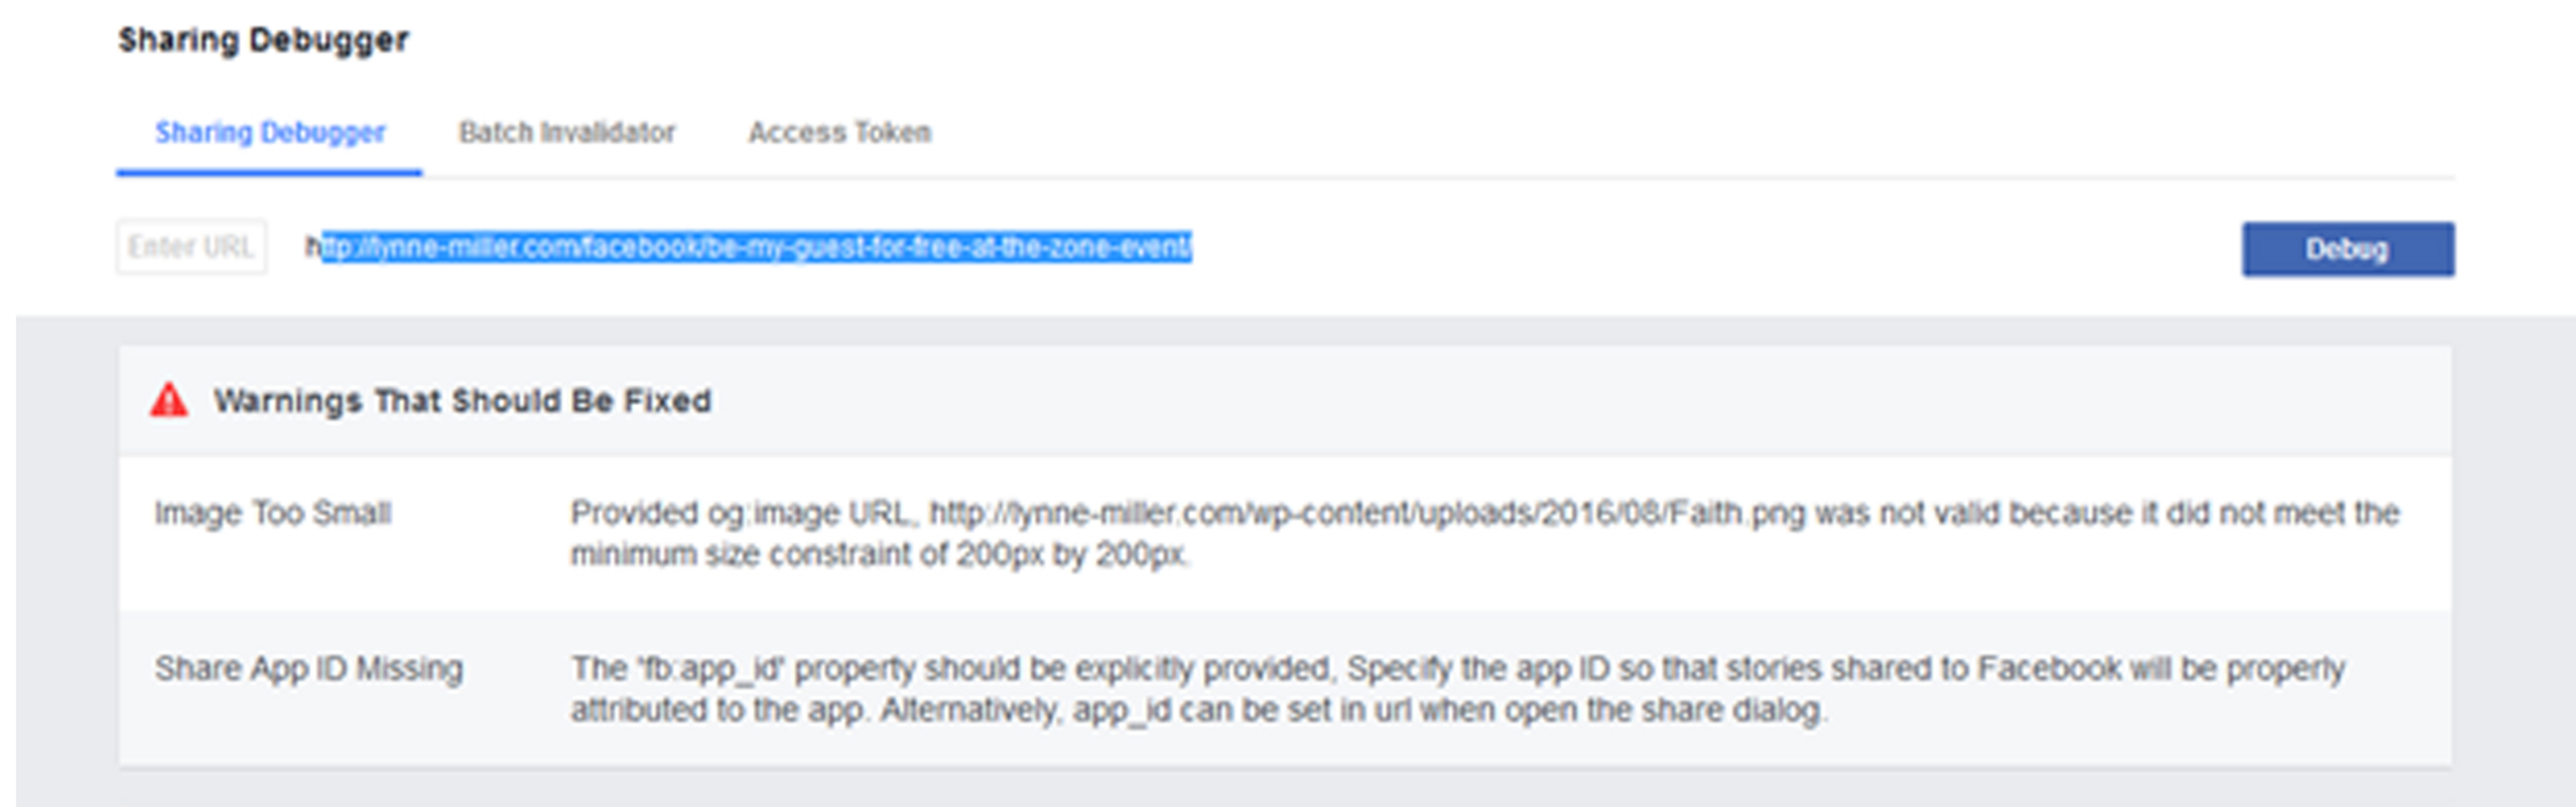 Sharing Debugger
Sharing Debugger Batch Invalidator Access Token
Enter URL http://lynne-miller.com/facebook/be-my-guest-for-free-at-the-zone-event/ Debug
Warnings That Should Be Fixed
Image Too Small Provided og:image URL, http://lynne-miller.com/wp-content/uploads/2016/08/Faith.png was not valid because it did not meet the
minimum size constraint of 200px by 200px.
Share App ID Missing The 'fb:app_id' property should be explicitly provided, Specify the app ID so that stories shared to Facebook will be properly
attributed to the app. Alternatively, app_id can be set in url when open the share dialog.